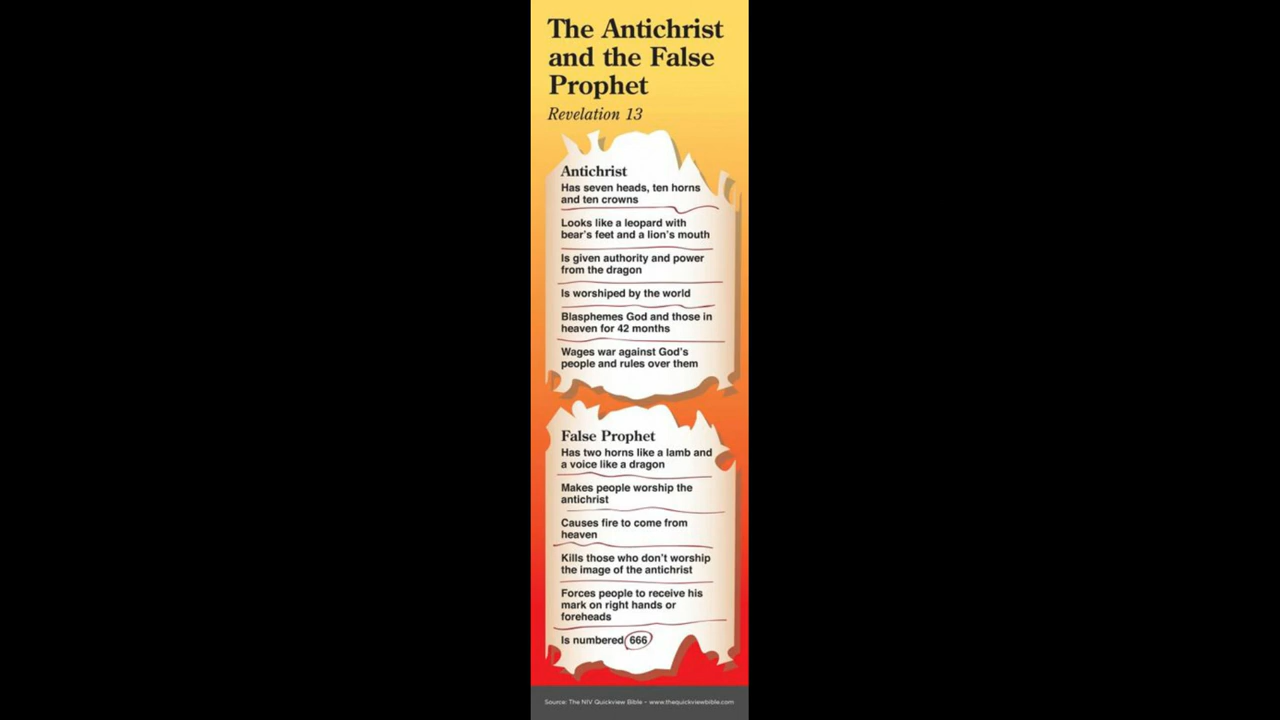 The Antichrist
and the False
Prophet
Revelation 13
Antichrist
Has seven heads, ten horns
and ten crowns
Looks like a leopard with
bear's feet and a lion's mouth
Is given authority and power
from the dragon
Is worshiped by the world
Blasphemes God and those in
heaven for 42 months
Wages war against God's
people and rules over them
False Prophet
Has two horns like a lamb and
a voice like a dragon
Makes people worship the
antichrist
Causes fire to come from
heaven
Kills those who don't worship
the image of the antichrist
Forces people to receive his
mark on right hands or
foreheads
Is numbered 666
Source: The NIV Quickview Bible - www.thequickviewbible.com